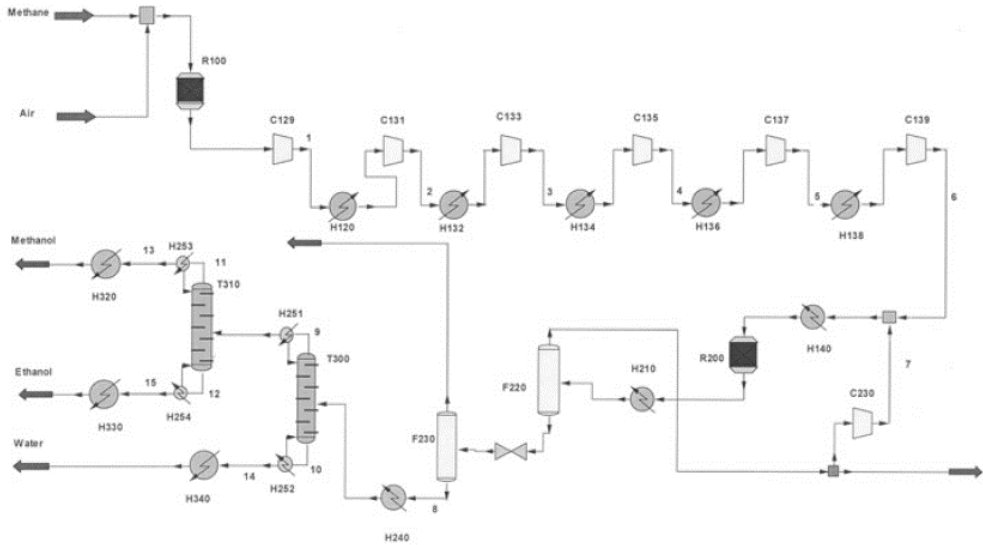 Methane
R100
Air
C129
C131
C133
C135
C137
C139
1
2
3
4
5
6
H120
H132
H134
H136
H138
Methanol
13
H253
11
T310
H320
H251
9
T300
R200
H140
7
Ethanol
15
12
H254
H330
F220
H210
C230
Water
14
H252
10
H340
F230
8
H240